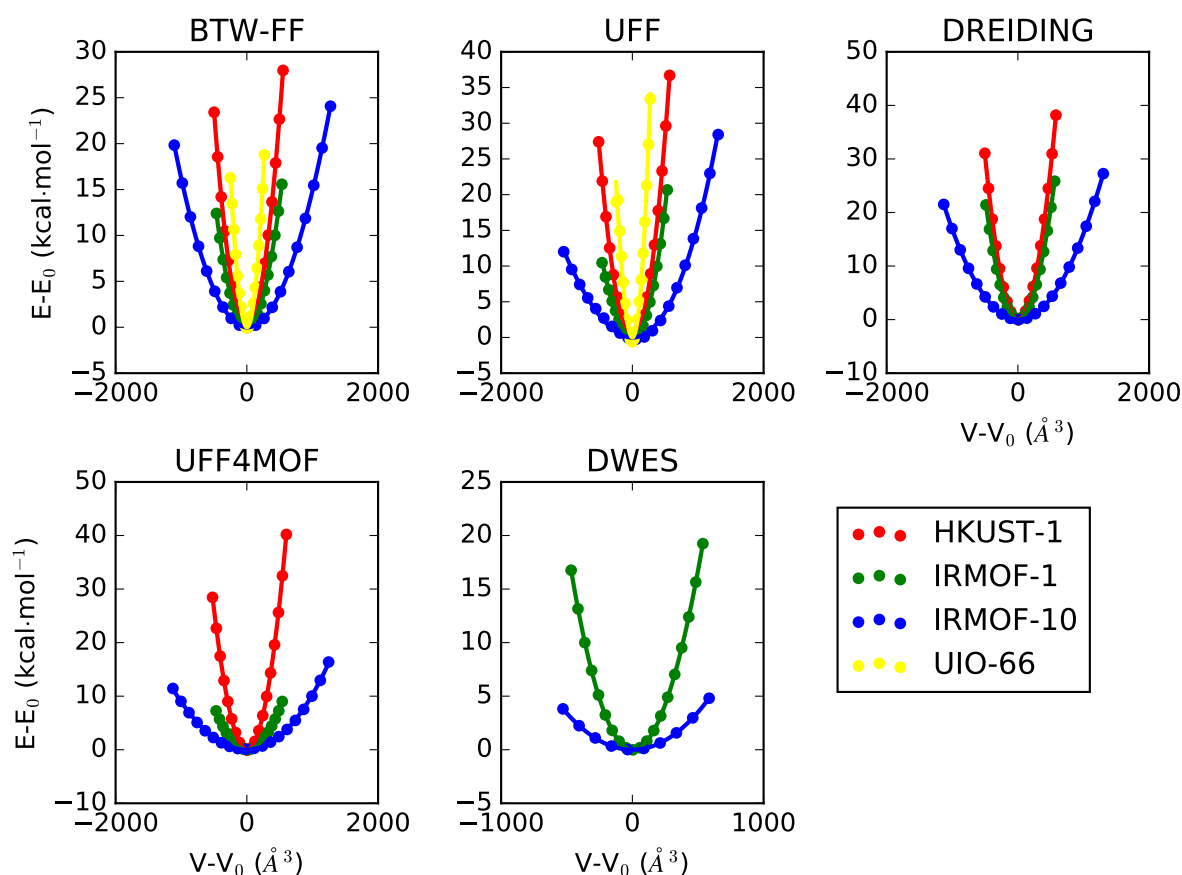 BTW-FF UFF DREIDING
E-E₀ (kcal·mol⁻¹)
30
25
20
15
10
5
0
−5
−2000 0 2000
40
35
30
25
20
15
10
5
0
−5
−2000 0 2000
50
40
30
20
10
0
−10
−2000 0 2000
V-V₀ (Å³)
UFF4MOF DWES
E-E₀ (kcal·mol⁻¹)
50
40
30
20
10
0
−10
−2000 0 2000
V-V₀ (Å³)
25
20
15
10
5
0
−5
−1000 0 1000
V-V₀ (Å³)
HKUST-1
IRMOF-1
IRMOF-10
UIO-66